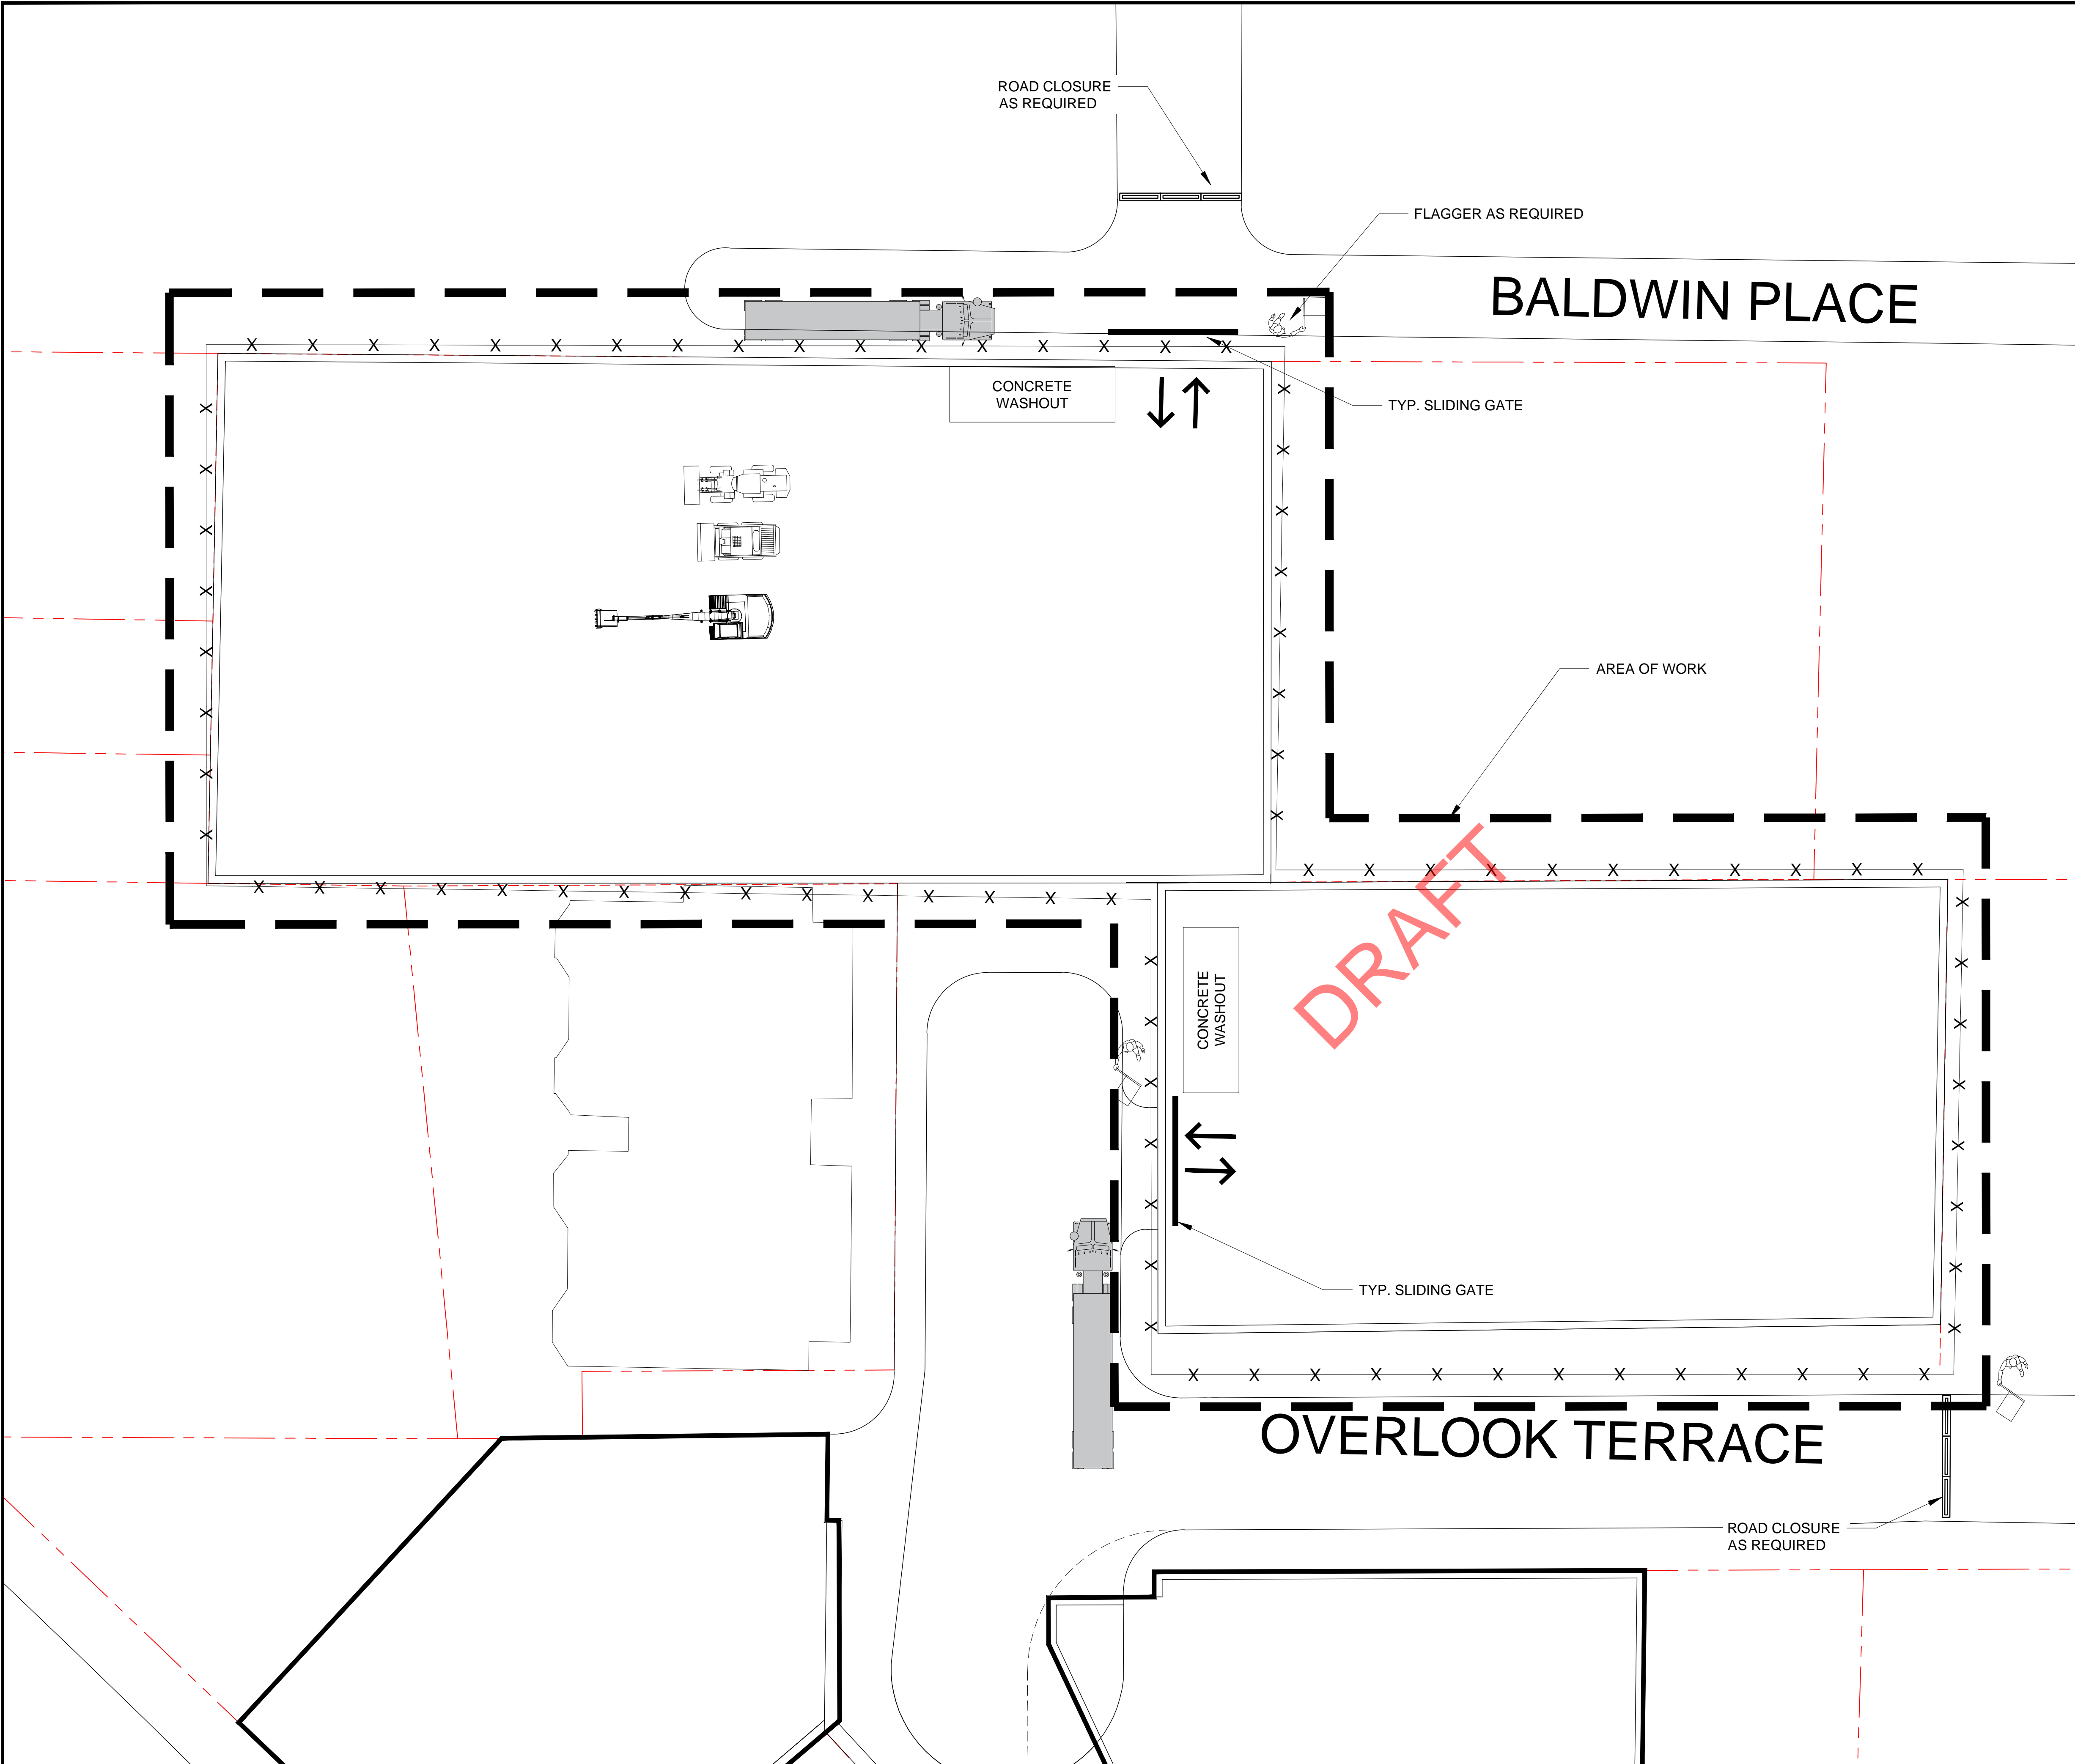 ROAD CLOSURE
AS REQUIRED
FLAGGER AS REQUIRED
BALDWIN PLACE
CONCRETE
WASHOUT
TYP. SLIDING GATE
AREA OF WORK
DRAFT
CONCRETE
WASHOUT
TYP. SLIDING GATE
OVERLOOK TERRACE
ROAD CLOSURE
AS REQUIRED